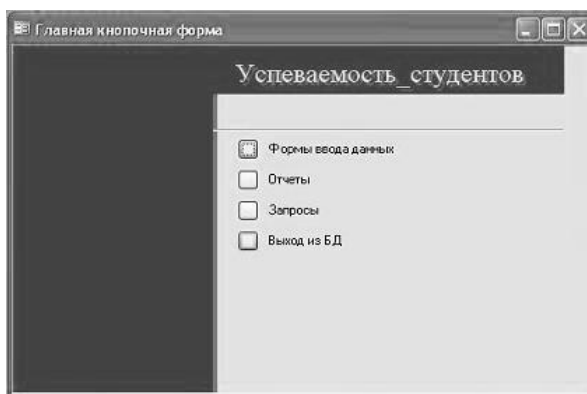 Главная кнопочная форма
Успеваемость_студентов
Формы ввода данных
Отчеты
Запросы
Выход из БД